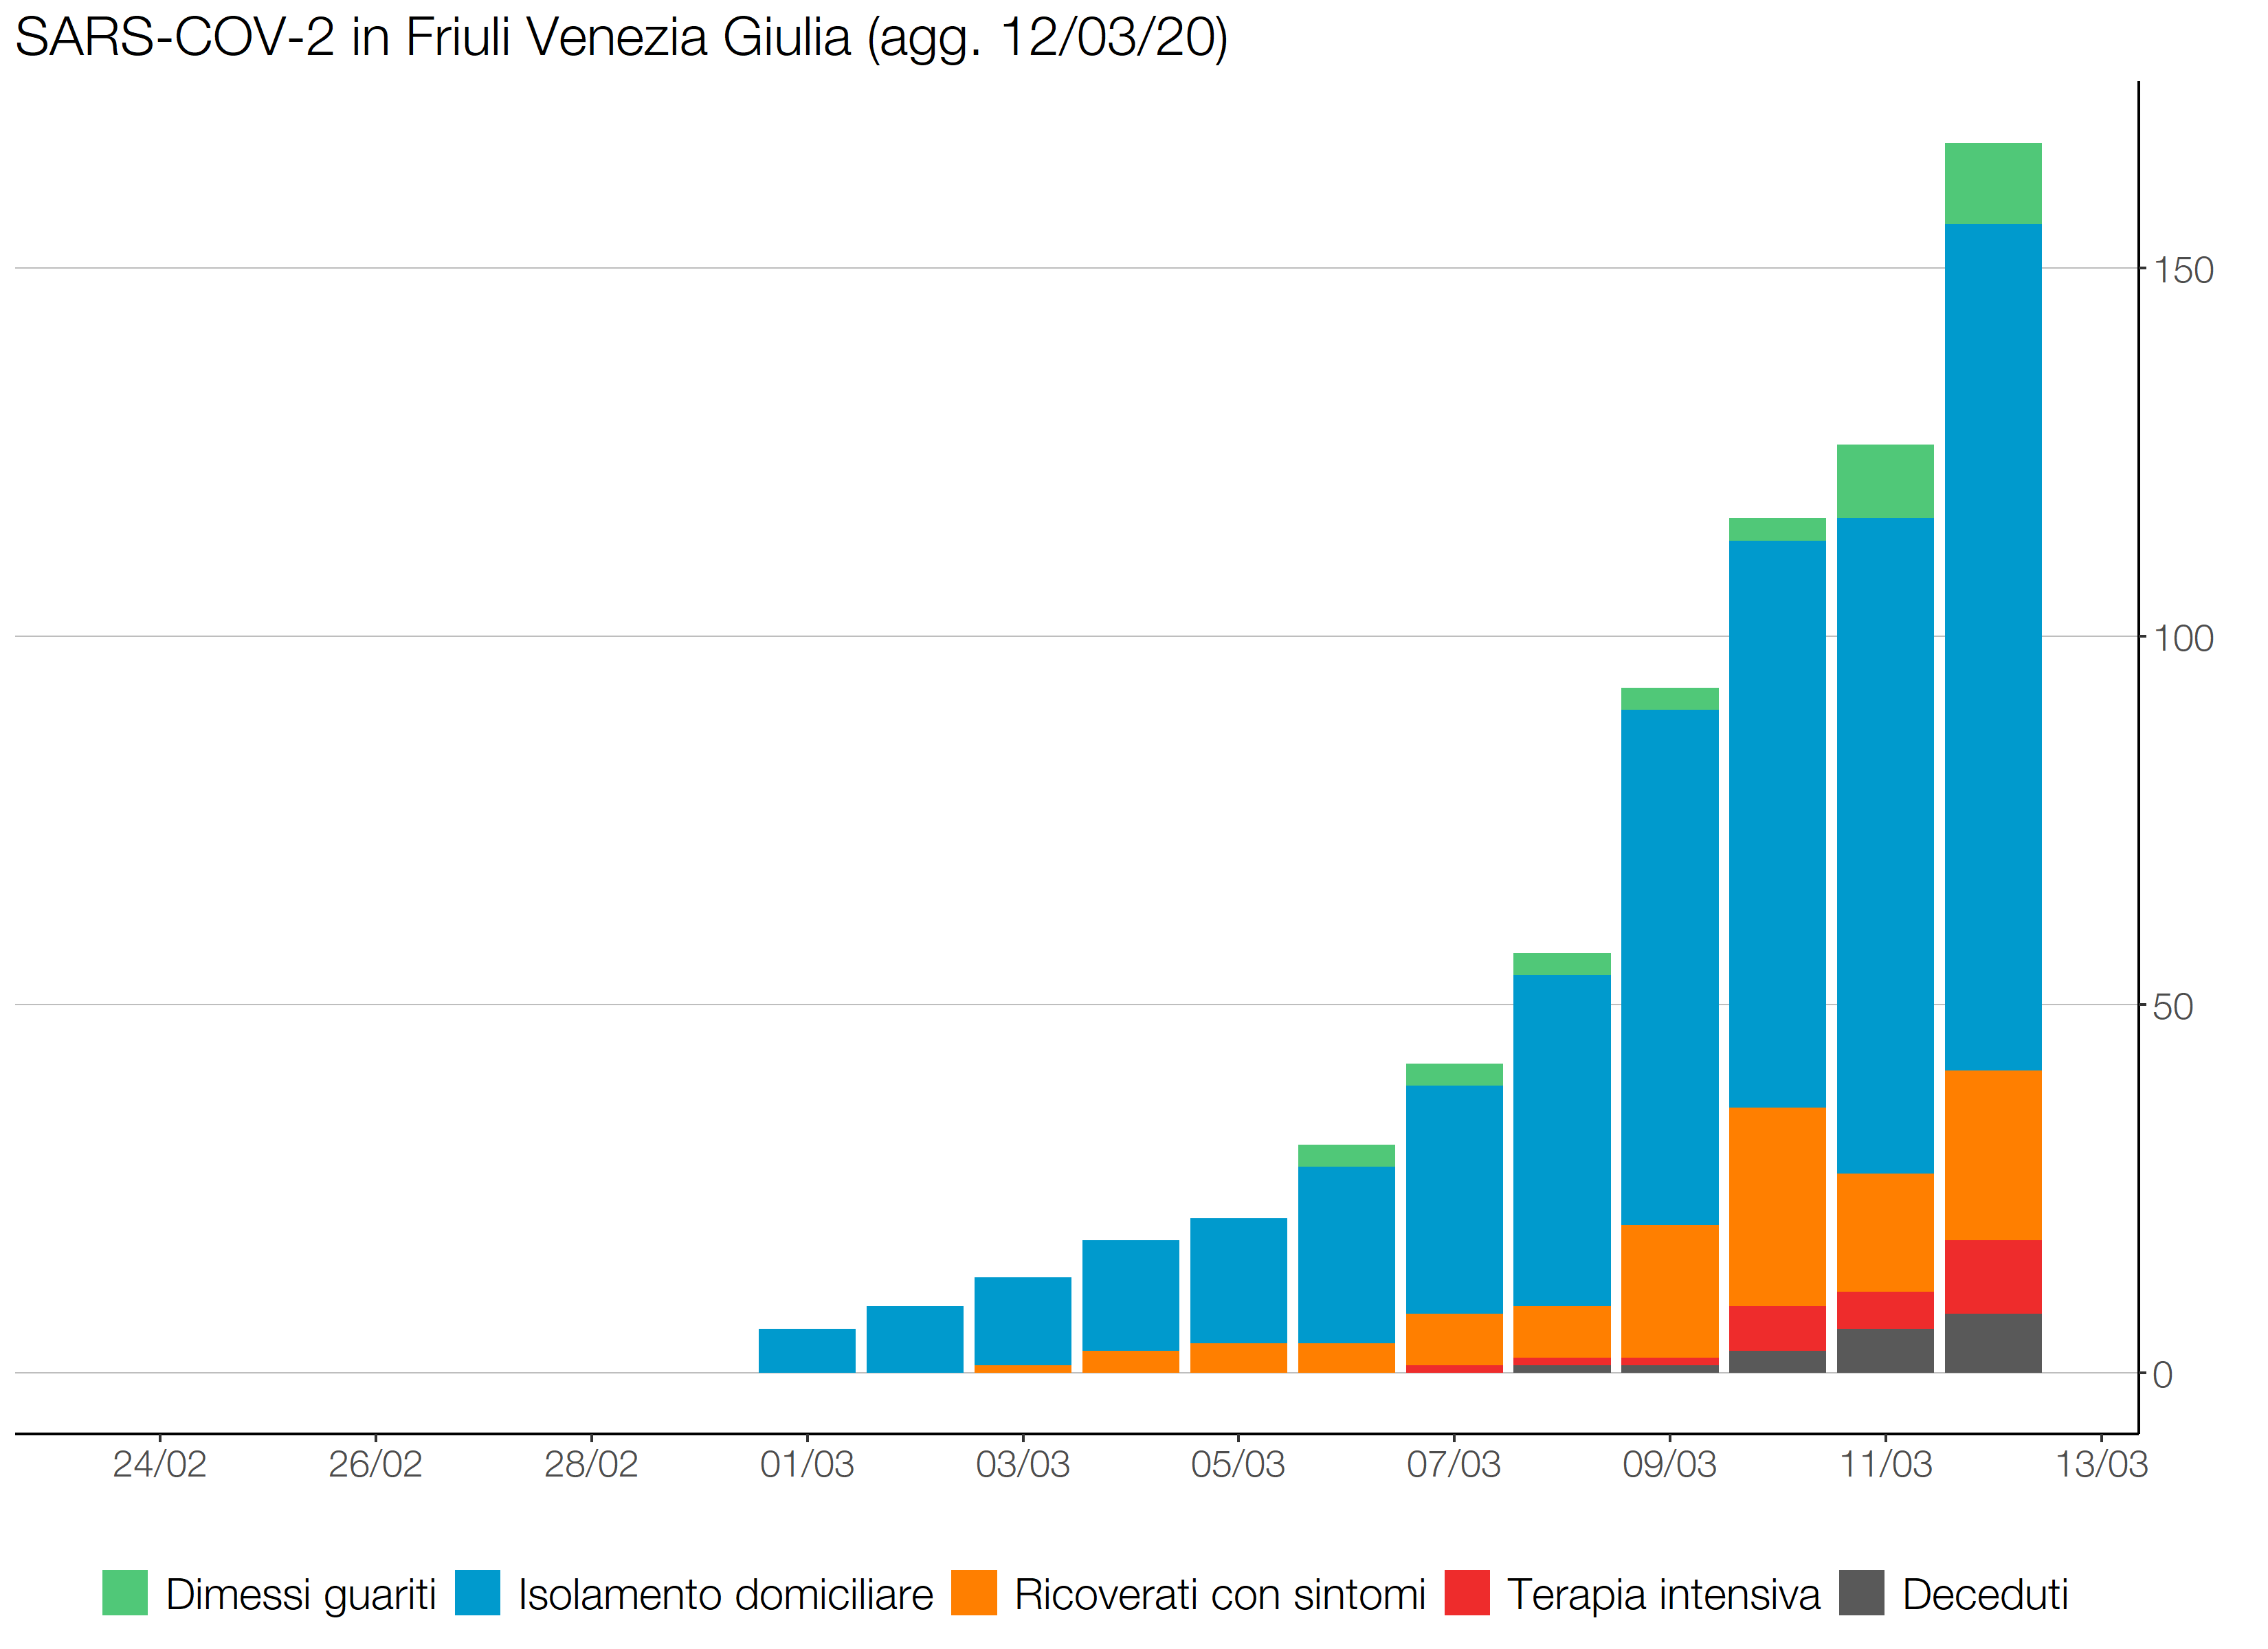 SARS-COV-2 in Friuli Venezia Giulia (agg. 12/03/20)
150
100
50
0
24/02 26/02 28/02 01/03 03/03 05/03 07/03 09/03 11/03 13/03
Dimessi guariti Isolamento domiciliare Ricoverati con sintomi Terapia intensiva Deceduti